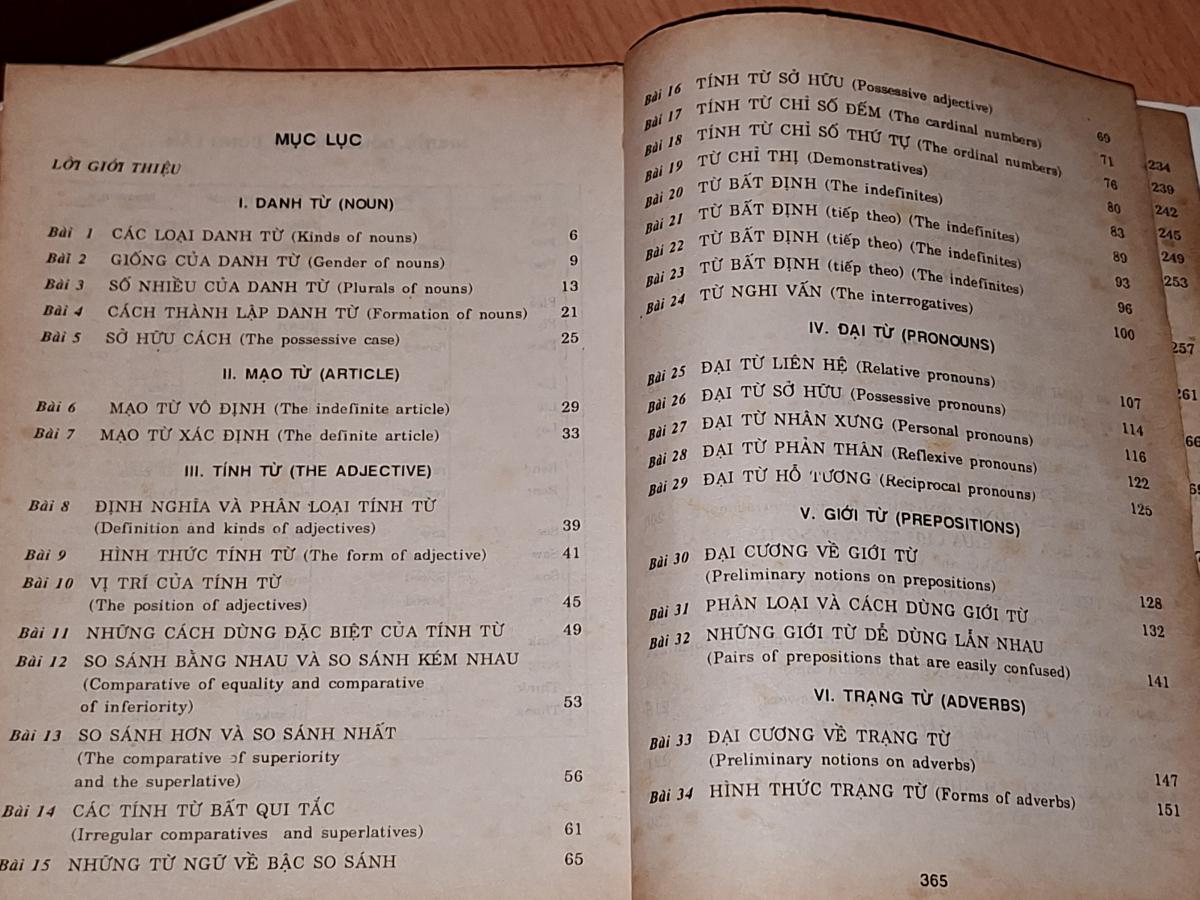 MỤC LỤC
LỜI GIỚI THIỆU
I. DANH TỪ (NOUN)
Bài 1 CÁC LOẠI DANH TỪ (Kinds of nouns) 6
Bài 2 GIỐNG CỦA DANH TỪ (Gender of nouns) 9
Bài 3 SỐ NHIỀU CỦA DANH TỪ (Plurals of nouns) 13
Bài 4 CÁCH THÀNH LẬP DANH TỪ (Formation of nouns) 21
Bài 5 SỞ HỮU CÁCH (The possessive case) 25
II. MẠO TỪ (ARTICLE)
Bài 6 MẠO TỪ VÔ ĐỊNH (The indefinite article) 29
Bài 7 MẠO TỪ XÁC ĐỊNH (The definite article) 33
III. TÍNH TỪ (THE ADJECTIVE)
Bài 8 ĐỊNH NGHĨA VÀ PHÂN LOẠI TÍNH TỪ
(Definition and kinds of adjectives) 39
Bài 9 HÌNH THỨC TÍNH TỪ (The form of adjective) 41
Bài 10 VỊ TRÍ CỦA TÍNH TỪ
(The position of adjectives) 45
Bài 11 NHỮNG CÁCH DÙNG ĐẶC BIỆT CỦA TÍNH TỪ 49
Bài 12 SO SÁNH BẰNG NHAU VÀ SO SÁNH KÉM NHAU
(Comparative of equality and comparative
of inferiority) 53
Bài 13 SO SÁNH HƠN VÀ SO SÁNH NHẤT
(The comparative of superiority
and the superlative) 56
Bài 14 CÁC TÍNH TỪ BẤT QUI TẮC
(Irregular comparatives and superlatives) 61
Bài 15 NHỮNG TỪ NGỮ VỀ BẬC SO SÁNH 65
Bài 16 TÍNH TỪ SỞ HỮU (Possessive adjective) 69
Bài 17 TÍNH TỪ CHỈ SỐ ĐẾM (The cardinal numbers) 71
Bài 18 TÍNH TỪ CHỈ SỐ THỨ TỰ (The ordinal numbers) 76
Bài 19 TỪ CHỈ THỊ (Demonstratives) 80
Bài 20 TỪ BẤT ĐỊNH (The indefinites) 83
Bài 21 TỪ BẤT ĐỊNH (tiếp theo) (The indefinites) 89
Bài 22 TỪ BẤT ĐỊNH (tiếp theo) (The indefinites) 93
Bài 23 TỪ BẤT ĐỊNH (tiếp theo) (The indefinites) 96
Bài 24 TỪ NGHI VẤN (The interrogatives) 100
IV. ĐẠI TỪ (PRONOUNS)
Bài 25 ĐẠI TỪ LIÊN HỆ (Relative pronouns) 107
Bài 26 ĐẠI TỪ SỞ HỮU (Possessive pronouns) 114
Bài 27 ĐẠI TỪ NHÂN XƯNG (Personal pronouns) 116
Bài 28 ĐẠI TỪ PHẢN THÂN (Reflexive pronouns) 122
Bài 29 ĐẠI TỪ HỖ TƯƠNG (Reciprocal pronouns) 125
V. GIỚI TỪ (PREPOSITIONS)
Bài 30 ĐẠI CƯƠNG VỀ GIỚI TỪ
(Preliminary notions on prepositions) 128
Bài 31 PHÂN LOẠI VÀ CÁCH DÙNG GIỚI TỪ 132
Bài 32 NHỮNG GIỚI TỪ DỄ DÙNG LẪN NHAU
(Pairs of prepositions that are easily confused) 141
VI. TRẠNG TỪ (ADVERBS)
Bài 33 ĐẠI CƯƠNG VỀ TRẠNG TỪ
(Preliminary notions on adverbs) 147
Bài 34 HÌNH THỨC TRẠNG TỪ (Forms of adverbs) 151
365
234
239
242
245
249
253
257
261